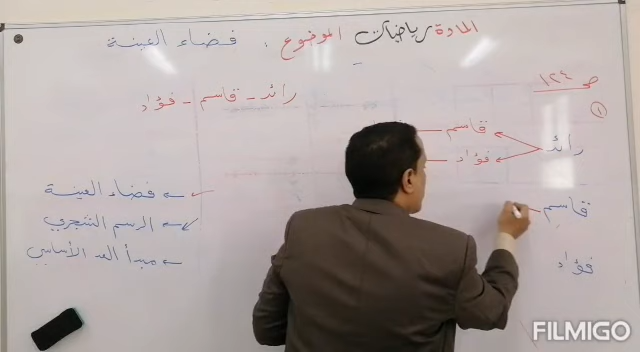 المادة رياضيات الموضوع : فضاء العينة
ص ١٢٤
١
رائد - قاسم - فؤاد
رائد قاسم
فؤاد
قاسم
فؤاد
← فضاء العينة
← الرسم الشجري
← مبدأ العد الأساسي
FILMIGO